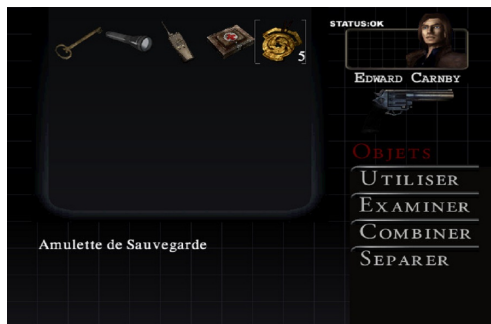 STATUS:OK
5
EDWARD CARNBY
OBJETS
UTILISER
EXAMINER
COMBINER
SEPARER
Amulette de Sauvegarde